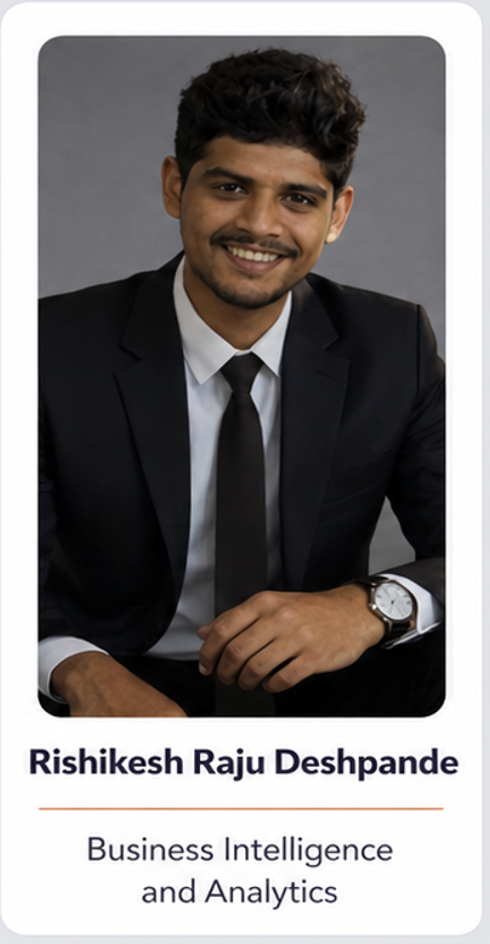 Rishikesh Raju Deshpande
Business Intelligence
and Analytics